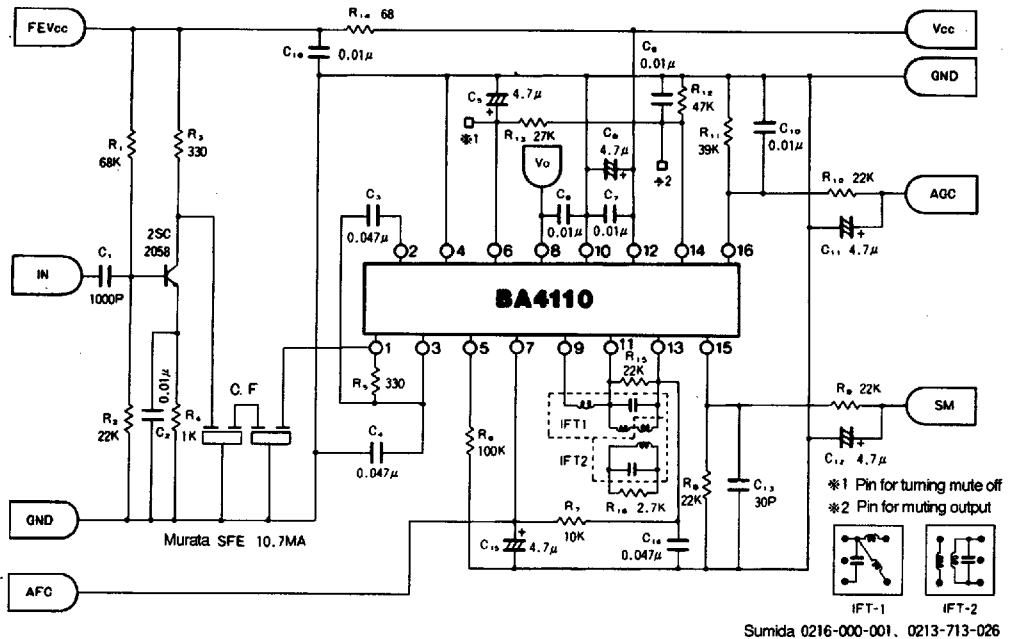 FEVcc
R14 68
Vcc
C18 0.01μ
C9
0.01μ
GND
C5 4.7μ
R12
47K
※1
R13 27K
C8
4.7μ
※2
R11
39K
C10
0.01μ
R1
68K
R3
330
Vo
C3
0.047μ
C6
0.01μ
C7
0.01μ
R10 22K
AGC
C11 4.7μ
2SC
2058
IN
C1
1000P
2 4 6 8 10 12 14 16
BA4110
1 3 5 7 9 11 13 15
R15
22K
R5 330
0.01μ
C2
C.F
R2
22K
R4
1K
C4
0.047μ
R6
100K
IFT1
IFT2
R16 2.7K
R9 22K
SM
C12 4.7μ
22K
C13
30P
※1 Pin for turning mute off
※2 Pin for muting output
GND
Murata SFE 10.7MA
R7
10K
C15 4.7μ
0.047μ
AFC
IFT-1 IFT-2
Sumida 0216-000-001, 0213-713-026